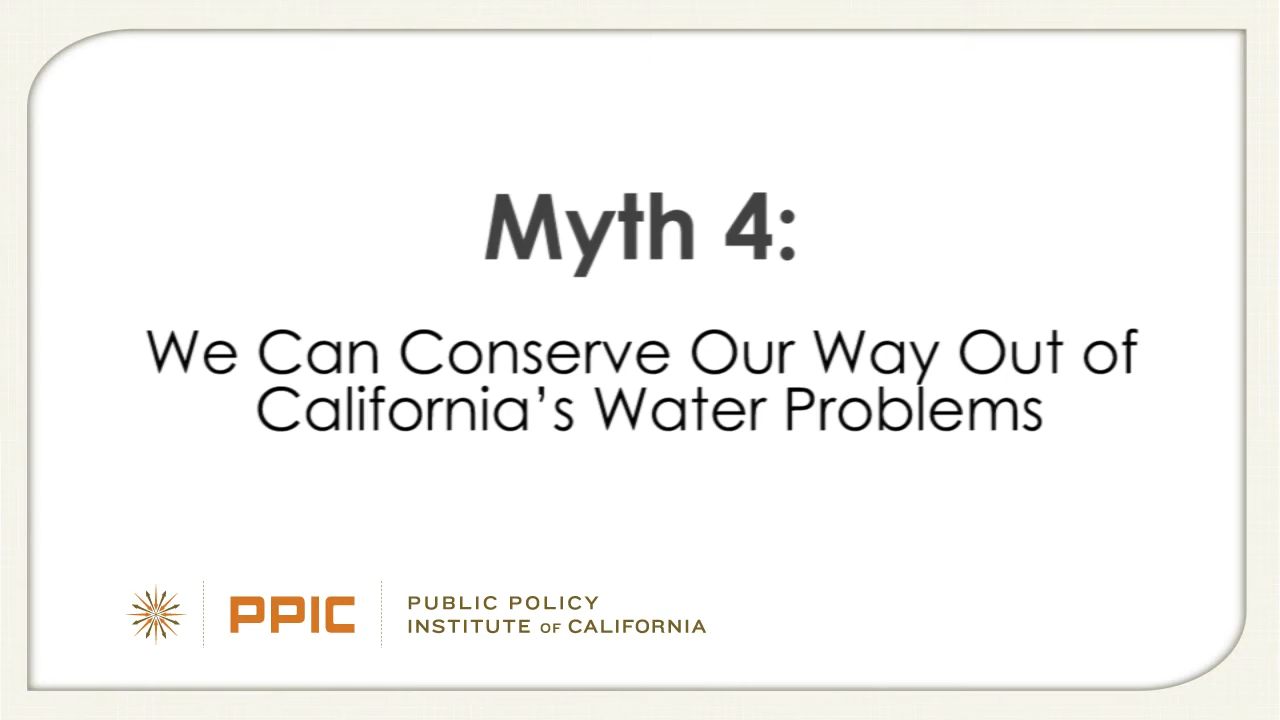 Myth 4:
We Can Conserve Our Way Out of
California’s Water Problems
PPIC
PUBLIC POLICY
INSTITUTE OF CALIFORNIA